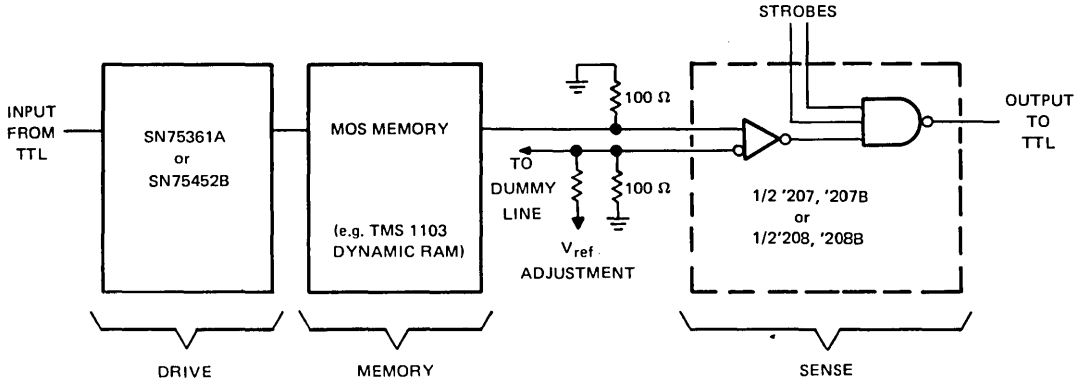 STROBES
INPUT
FROM
TTL
SN75361A
or
SN75452B
MOS MEMORY
(e.g. TMS 1103
DYNAMIC RAM)
100 Ω
TO
DUMMY
LINE
100 Ω
Vref
ADJUSTMENT
1/2 '207, '207B
or
1/2'208, '208B
OUTPUT
TO
TTL
DRIVE
MEMORY
SENSE